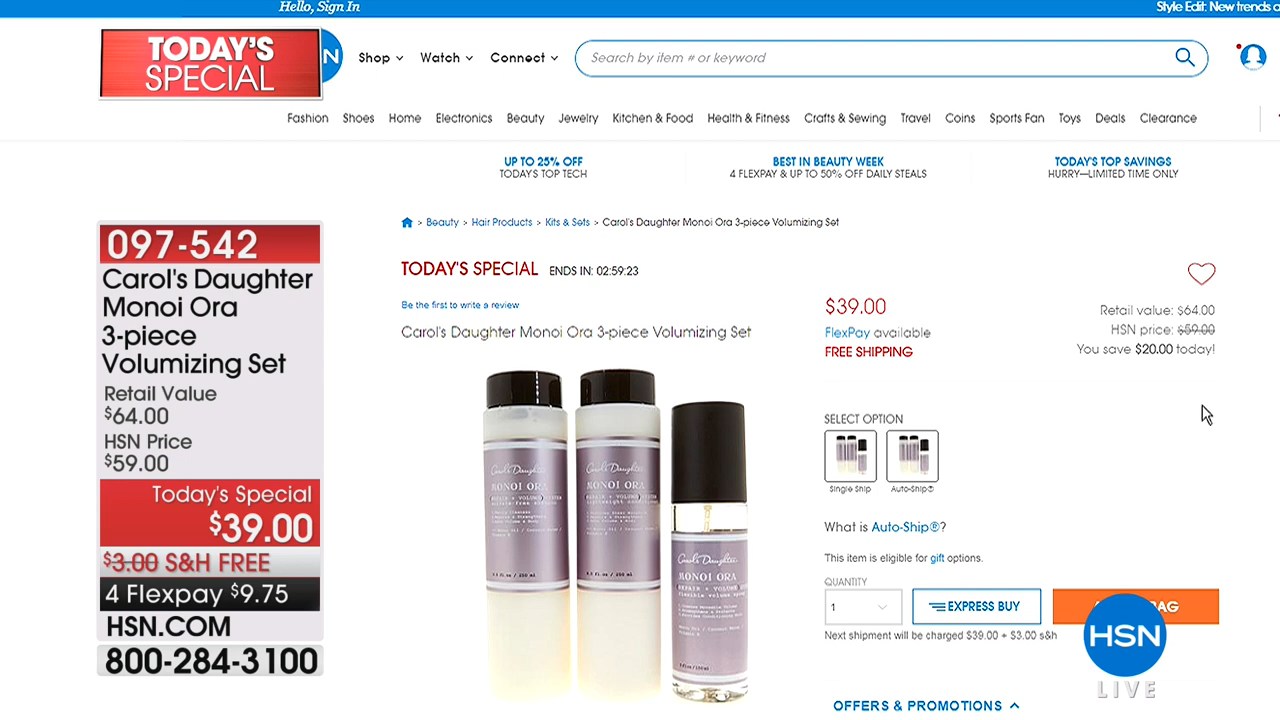 Hello, Sign In
Style Edit: New trends a
TODAY'S
SPECIAL
N
Shop
Watch
Connect
Search by item # or keyword
Fashion
Shoes
Home
Electronics
Beauty
Jewelry
Kitchen & Food
Health & Fitness
Crafts & Sewing
Travel
Coins
Sports Fan
Toys
Deals
Clearance
UP TO 25% OFF
TODAY'S TOP TECH
BEST IN BEAUTY WEEK
4 FLEXPAY & UP TO 50% OFF DAILY STEALS
TODAY'S TOP SAVINGS
HURRY—LIMITED TIME ONLY
097-542
Carol's Daughter
Monoi Ora
3-piece
Volumizing Set
Retail Value
$64.00
HSN Price
$59.00
Today's Special
$39.00
$3.00 S&H FREE
4 Flexpay $9.75
HSN.COM
800-284-3100
> Beauty > Hair Products > Kits & Sets > Carol's Daughter Monoi Ora 3-piece Volumizing Set
TODAY'S SPECIAL ENDS IN: 02:59:23
Be the first to write a review
Carol's Daughter Monoi Ora 3-piece Volumizing Set
Carol's Daughter
MONOI ORA
Carol's Daughter
MONOI ORA
Carol's Daughter
MONOI ORA
$39.00
FlexPay available
FREE SHIPPING
Retail value: $64.00
HSN price: $59.00
You save $20.00 today!
SELECT OPTION
Single Ship
Auto-Ship®
What is Auto-Ship®?
This item is eligible for gift options.
QUANTITY
1
EXPRESS BUY
BAG
Next shipment will be charged $39.00 + $3.00 s&h
OFFERS & PROMOTIONS
HSN
LIVE